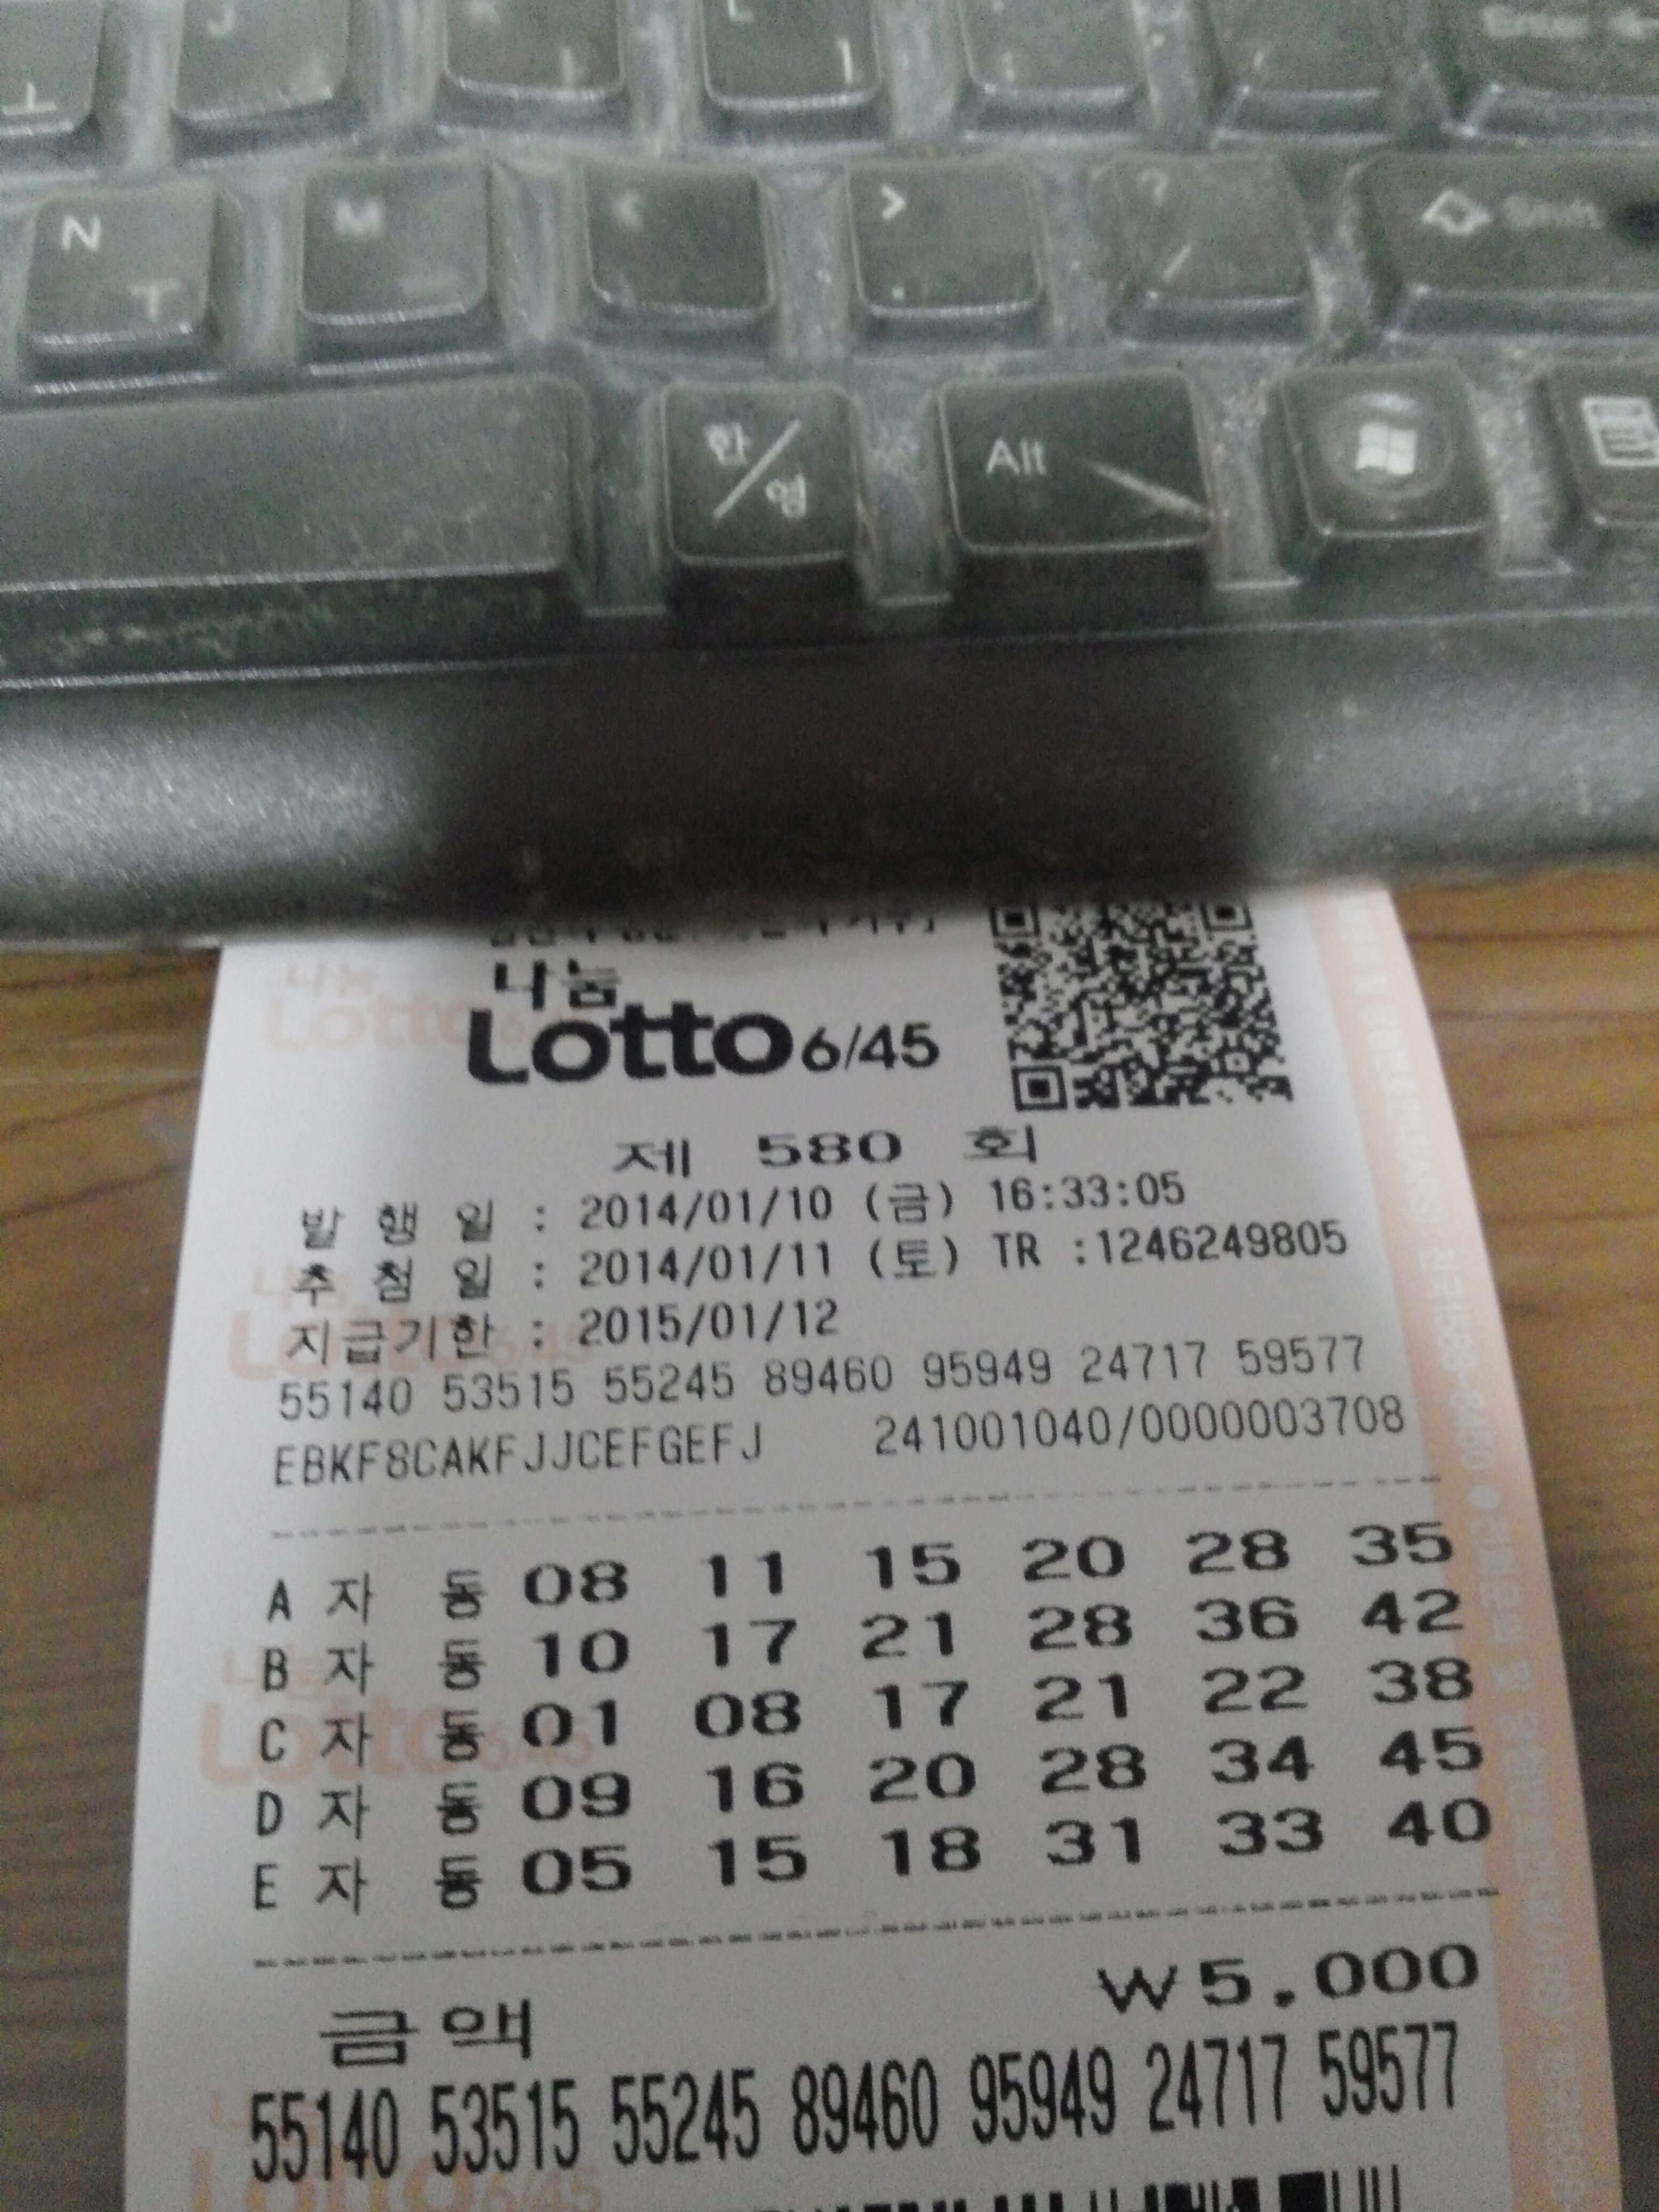 J
L
ㅣ
ㅗ
N
M
<
>
?
Shift
ㅜ
.
/
한/영
Alt
나눔
Lotto 6/45
제 580 회
발 행 일 : 2014/01/10 (금) 16:33:05
추 첨 일 : 2014/01/11 (토) TR :1246249805
지급기한 : 2015/01/12
55140 53515 55245 89460 95949 24717 59577
EBKF8CAKFJJCEFGEFJ 241001040/0000003708
A 자 동 08 11 15 20 28 35
B 자 동 10 17 21 28 36 42
C 자 동 01 08 17 21 22 38
D 자 동 09 16 20 28 34 45
E 자 동 05 15 18 31 33 40
금 액 ₩5.000
55140 53515 55245 89460 95949 24717 59577